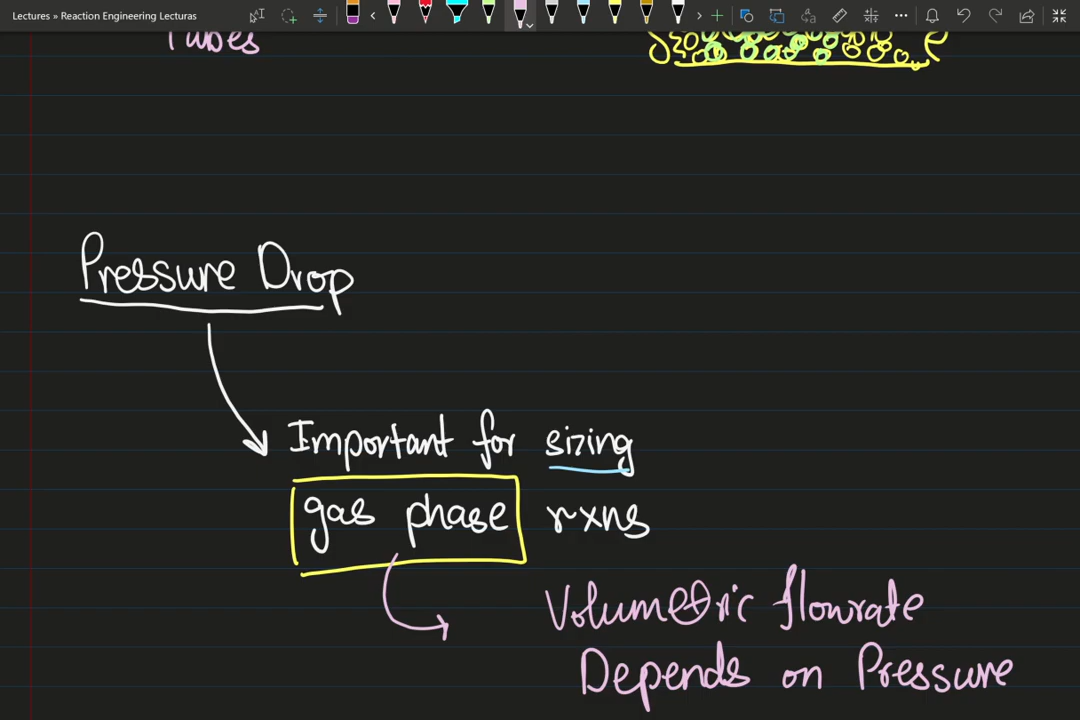 Lectures » Reaction Engineering Lecturas
Tubes
Pressure Drop
Important for sizing
gas phase rxns
Volumetric flowrate
Depends on Pressure